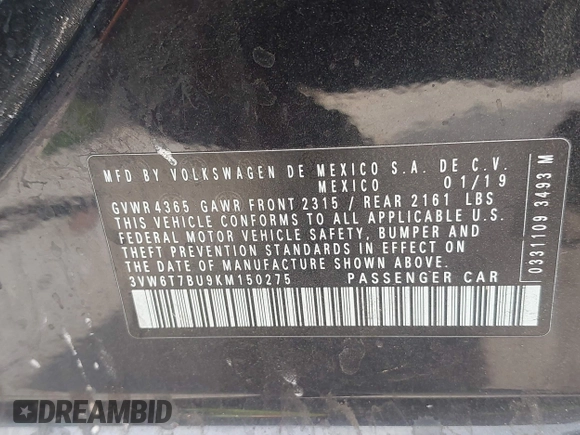 MFD BY VOLKSWAGEN DE MEXICO S.A. DE C.V.
MEXICO 01/19
GVWR 4365 GAWR FRONT 2315 / REAR 2161 LBS
THIS VEHICLE CONFORMS TO ALL APPLICABLE U.S.
FEDERAL MOTOR VEHICLE SAFETY, BUMPER AND
THEFT PREVENTION STANDARDS IN EFFECT ON
THE DATE OF MANUFACTURE SHOWN ABOVE.
3VW6T7BU9KM150275 PASSENGER CAR
0331109 3493 M
DREAMBID